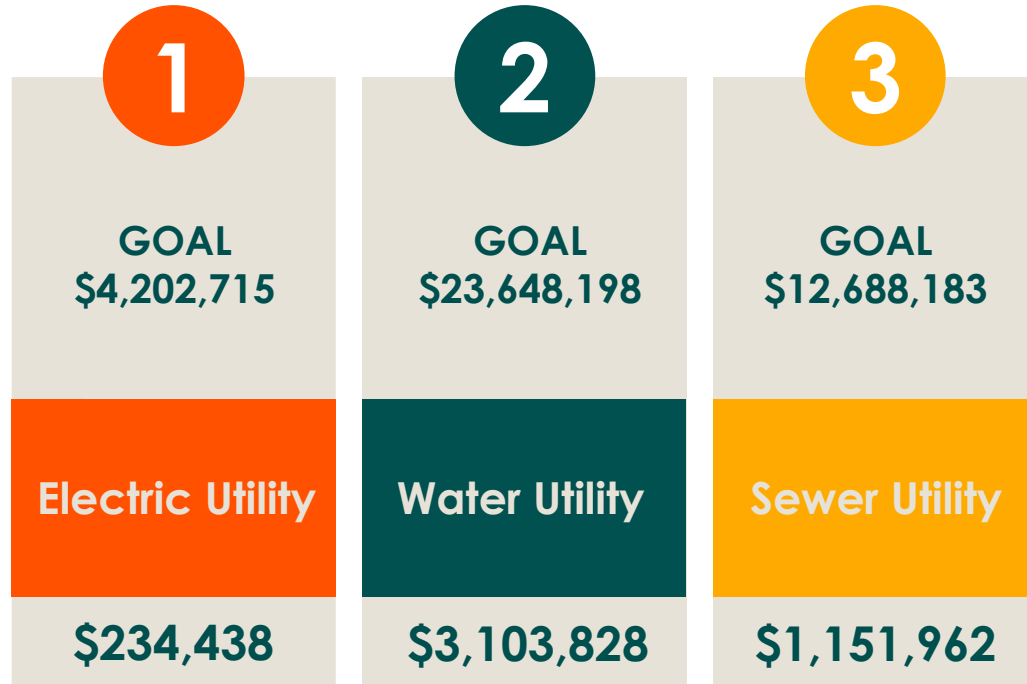 1
GOAL
$4,202,715
Electric Utility
$234,438
2
GOAL
$23,648,198
Water Utility
$3,103,828
3
GOAL
$12,688,183
Sewer Utility
$1,151,962